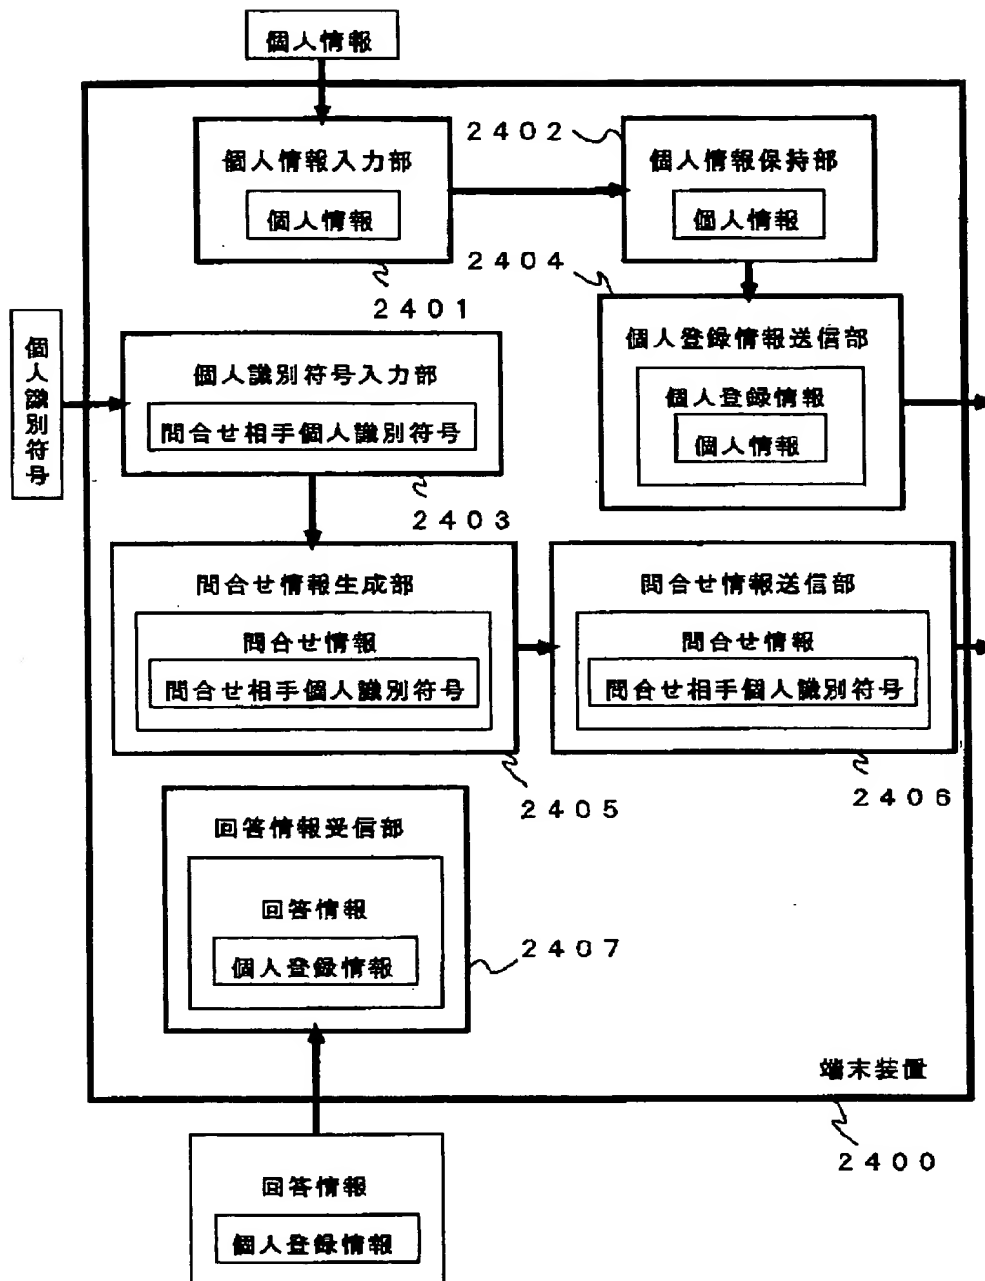 個人情報
2402
個人情報入力部
個人情報
個人情報保持部
個人情報
2404
2401
個人識別符号
個人識別符号入力部
問合せ相手個人識別符号
個人登録情報送信部
個人登録情報
個人情報
2403
問合せ情報生成部
問合せ情報
問合せ相手個人識別符号
問合せ情報送信部
問合せ情報
問合せ相手個人識別符号
2405
2406
回答情報受信部
回答情報
個人登録情報
2407
端末装置
2400
回答情報
個人登録情報